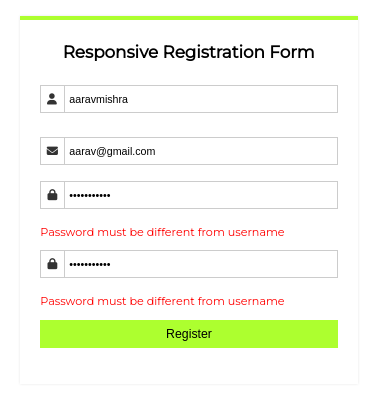 Responsive Registration Form
aaravmishra
aarav@gmail.com
•••••••••••
Password must be different from username
•••••••••••
Password must be different from username
Register